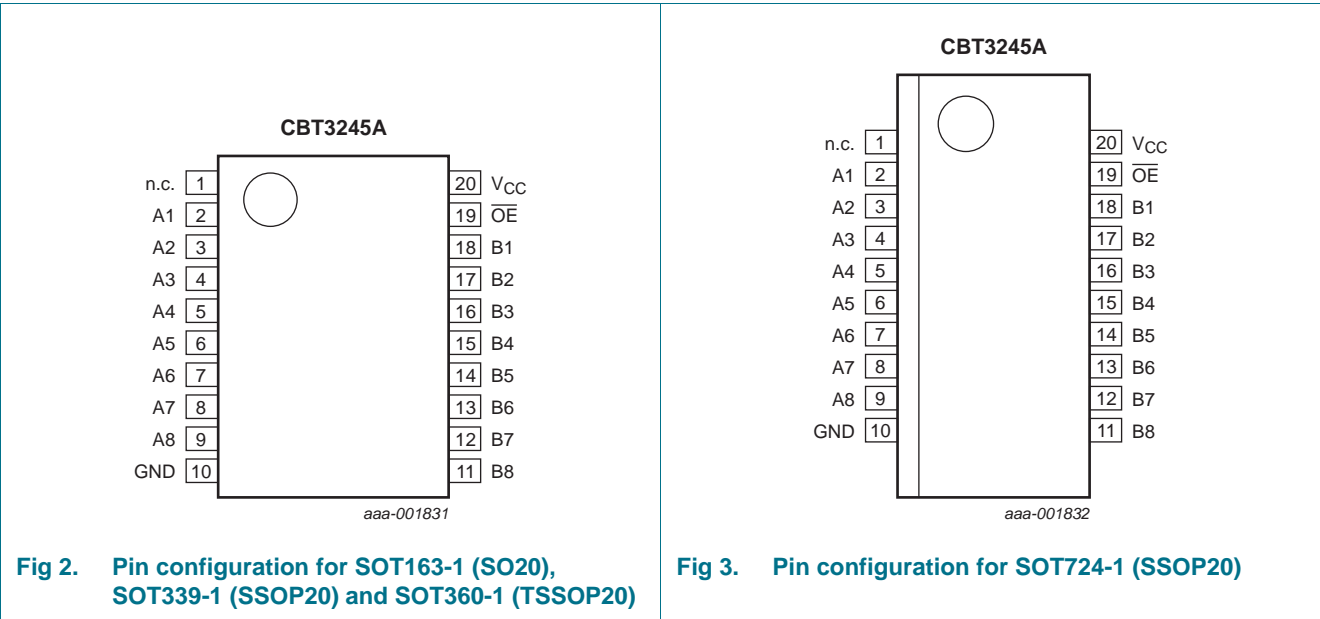 CBT3245A
n.c. 1 20 VCC
A1 2 19 OE
A2 3 18 B1
A3 4 17 B2
A4 5 16 B3
A5 6 15 B4
A6 7 14 B5
A7 8 13 B6
A8 9 12 B7
GND 10 11 B8
aaa-001831
Fig 2. Pin configuration for SOT163-1 (SO20),
SOT339-1 (SSOP20) and SOT360-1 (TSSOP20)
CBT3245A
n.c. 1 20 VCC
A1 2 19 OE
A2 3 18 B1
A3 4 17 B2
A4 5 16 B3
A5 6 15 B4
A6 7 14 B5
A7 8 13 B6
A8 9 12 B7
GND 10 11 B8
aaa-001832
Fig 3. Pin configuration for SOT724-1 (SSOP20)